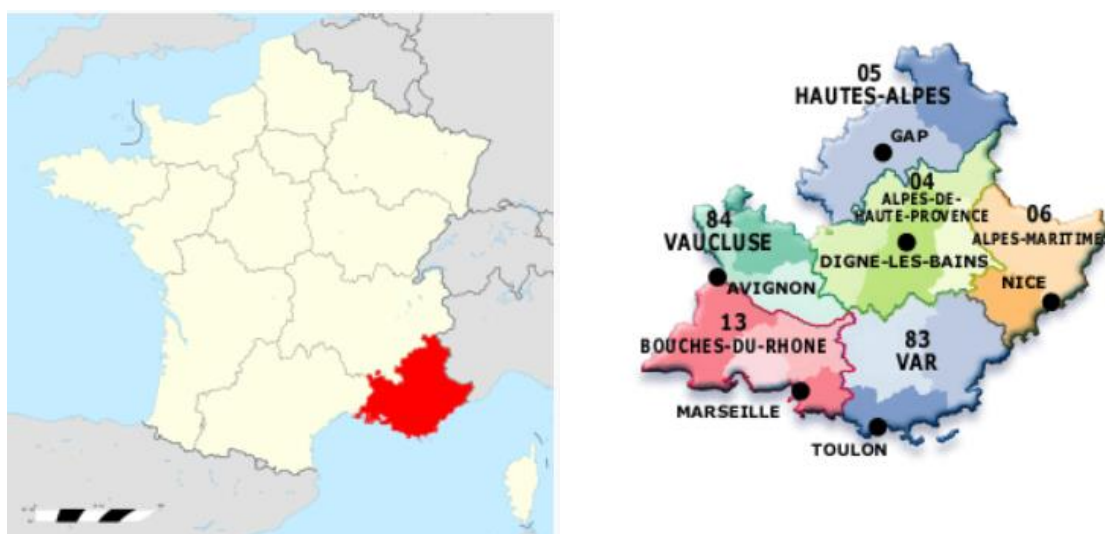 05
HAUTES-ALPES
GAP
04
ALPES-DE-
HAUTE-PROVENCE
06
ALPES-MARITIMES
84
VAUCLUSE
DIGNE-LES-BAINS
AVIGNON
NICE
13
BOUCHES-DU-RHONE
83
VAR
MARSEILLE
TOULON